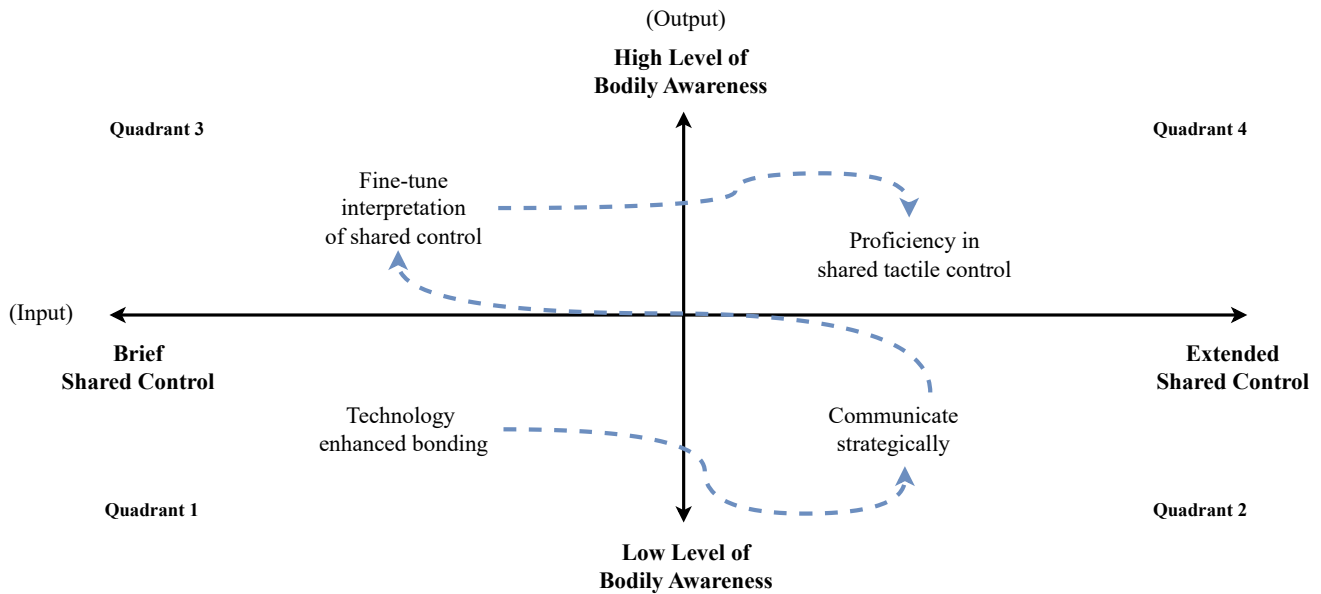 (Output)
High Level of
Bodily Awareness
Quadrant 3
Quadrant 4
Fine-tune
interpretation
of shared control
Proficiency in
shared tactile control
(Input)
Brief
Shared Control
Extended
Shared Control
Technology
enhanced bonding
Communicate
strategically
Quadrant 1
Quadrant 2
Low Level of
Bodily Awareness